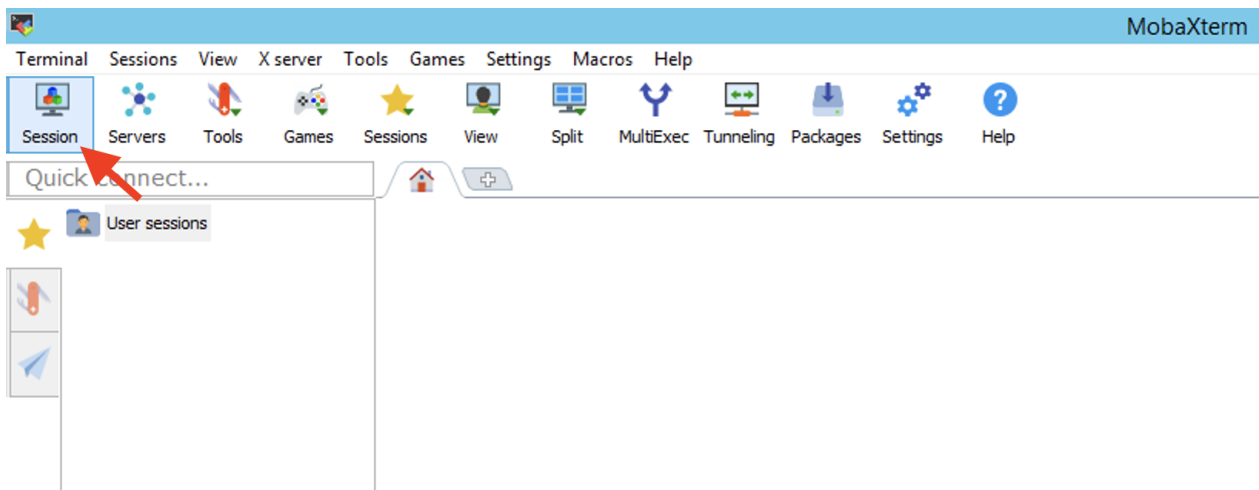 MobaXterm
Terminal Sessions View X server Tools Games Settings Macros Help
Session Servers Tools Games Sessions View Split MultiExec Tunneling Packages Settings Help
Quick connect...
User sessions